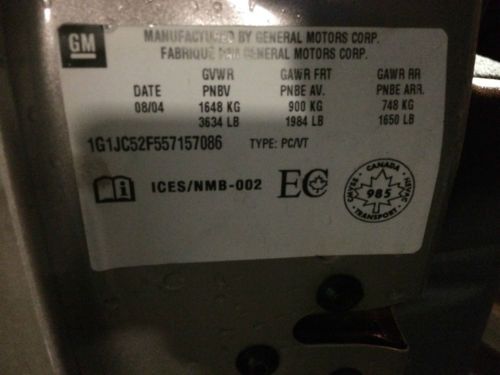 GM
MANUFACTURED BY GENERAL MOTORS CORP.
FABRIQUE PAR GENERAL MOTORS CORP.
GVWR GAWR FRT GAWR RR
DATE PNBV PNBE AV. PNBE ARR.
08/04 1648 KG 900 KG 748 KG
3634 LB 1984 LB 1650 LB
1G1JC52F557157086 TYPE: PC/VT
ICES/NMB-002 EC
CANADA
985
TRANSPORT